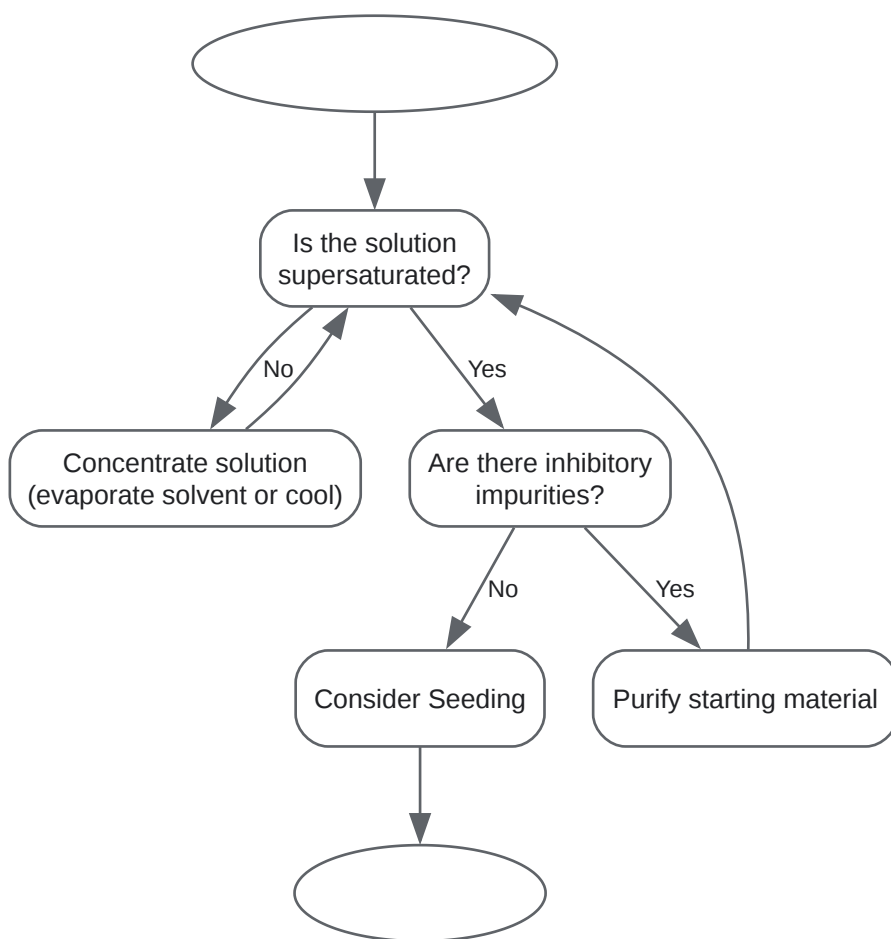 Is the solution
supersaturated?
No
Yes
Concentrate solution
(evaporate solvent or cool)
Are there inhibitory
impurities?
No
Yes
Consider Seeding
Purify starting material